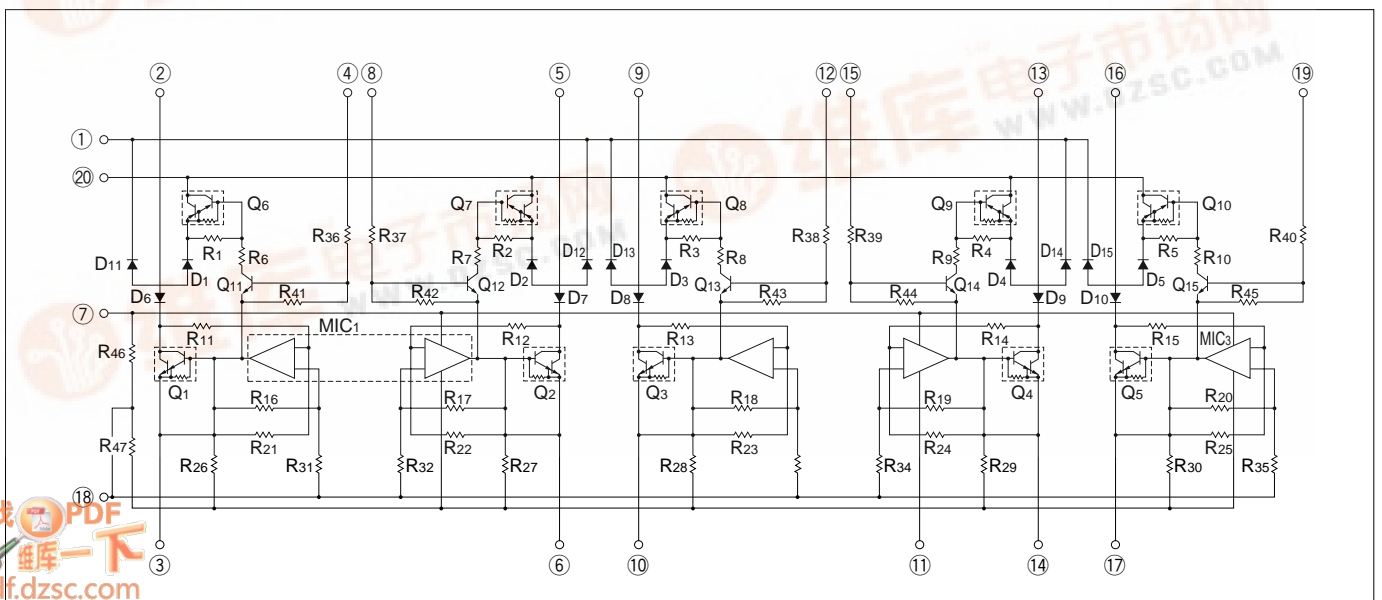 维库电子市场网
WWW.DZSC.COM
② ④ ⑧ ⑤ ⑨ ⑫ ⑮ ⑬ ⑯ ⑲
①
⑳
Q6 Q7 Q8 Q9 Q10
R36 R37 R38 R39 R40
R1 R2 R3 R4 R5
D11 D1 R6 R7 D2 D12 D13 D3 R8 R9 D4 D14 D15 D5 R10
Q11 Q12 Q13 Q14 Q15
D6 R41 R42 D7 D8 R43 R44 D9 D10 R45
⑦
MIC1
R11 R12 R13 R14 R15 MIC3
R46
Q1 Q2 Q3 Q4 Q5
R16 R17 R18 R19 R20
R47 R21 R22 R23 R24 R25
R26 R31 R32 R27 R28 R34 R29 R30 R35
⑱
③ ⑥ ⑩ ⑪ ⑭ ⑰
找 PDF
维库一下
df.dzsc.com